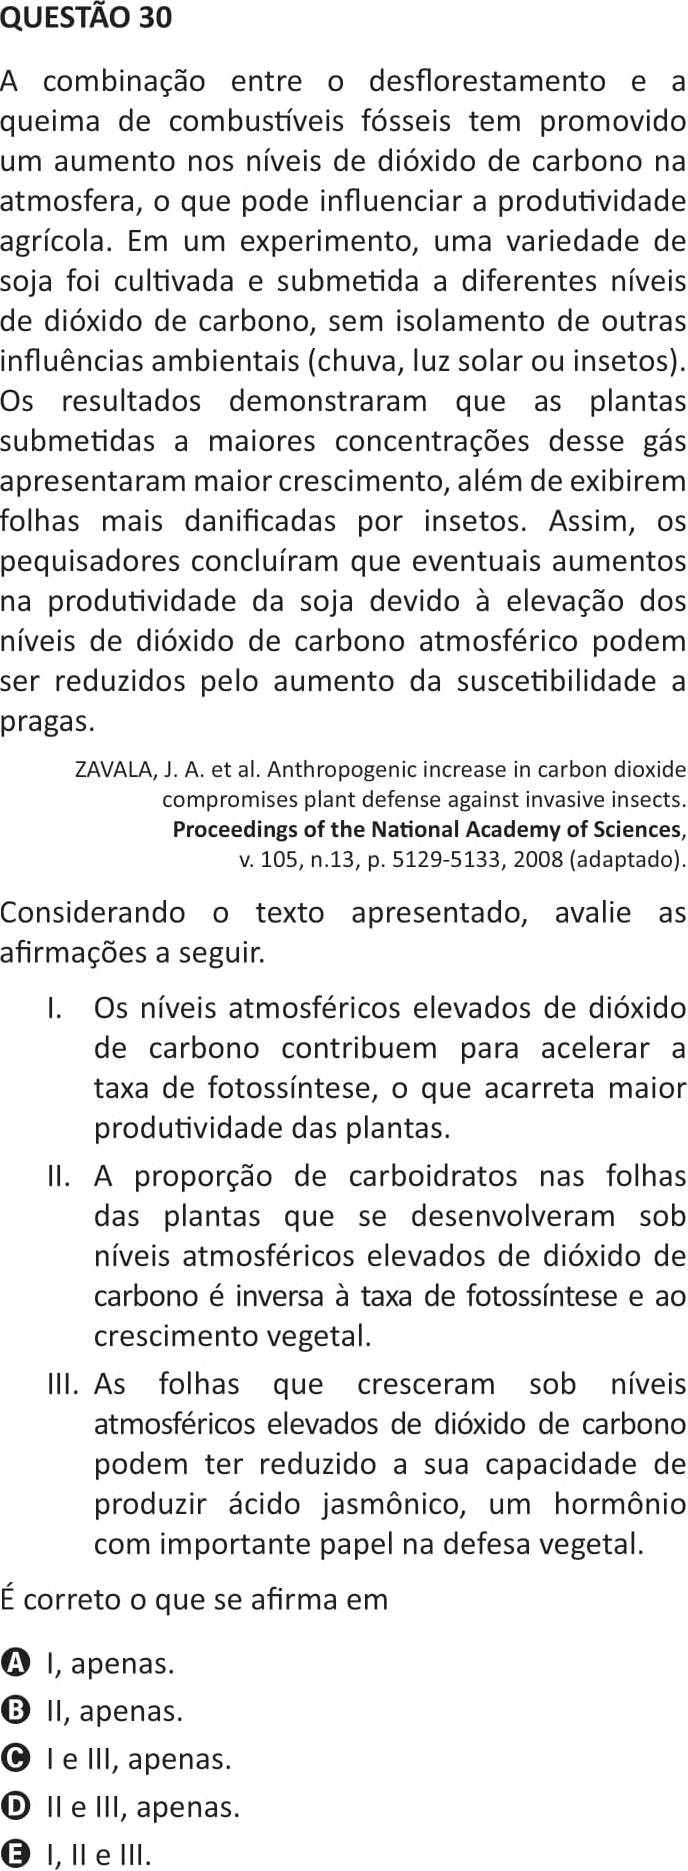 QUESTÃO 30
A combinação entre o desflorestamento e a
queima de combustíveis fósseis tem promovido
um aumento nos níveis de dióxido de carbono na
atmosfera, o que pode influenciar a produtividade
agrícola. Em um experimento, uma variedade de
soja foi cultivada e submetida a diferentes níveis
de dióxido de carbono, sem isolamento de outras
influências ambientais (chuva, luz solar ou insetos).
Os resultados demonstraram que as plantas
submetidas a maiores concentrações desse gás
apresentaram maior crescimento, além de exibirem
folhas mais danificadas por insetos. Assim, os
pequisadores concluíram que eventuais aumentos
na produtividade da soja devido à elevação dos
níveis de dióxido de carbono atmosférico podem
ser reduzidos pelo aumento da suscetibilidade a
pragas.
ZAVALA, J. A. et al. Anthropogenic increase in carbon dioxide
compromises plant defense against invasive insects.
Proceedings of the National Academy of Sciences,
v. 105, n.13, p. 5129-5133, 2008 (adaptado).
Considerando o texto apresentado, avalie as
afirmações a seguir.
I. Os níveis atmosféricos elevados de dióxido
de carbono contribuem para acelerar a
taxa de fotossíntese, o que acarreta maior
produtividade das plantas.
II. A proporção de carboidratos nas folhas
das plantas que se desenvolveram sob
níveis atmosféricos elevados de dióxido de
carbono é inversa à taxa de fotossíntese e ao
crescimento vegetal.
III. As folhas que cresceram sob níveis
atmosféricos elevados de dióxido de carbono
podem ter reduzido a sua capacidade de
produzir ácido jasmônico, um hormônio
com importante papel na defesa vegetal.
É correto o que se afirma em
A I, apenas.
B II, apenas.
C I e III, apenas.
D II e III, apenas.
E I, II e III.